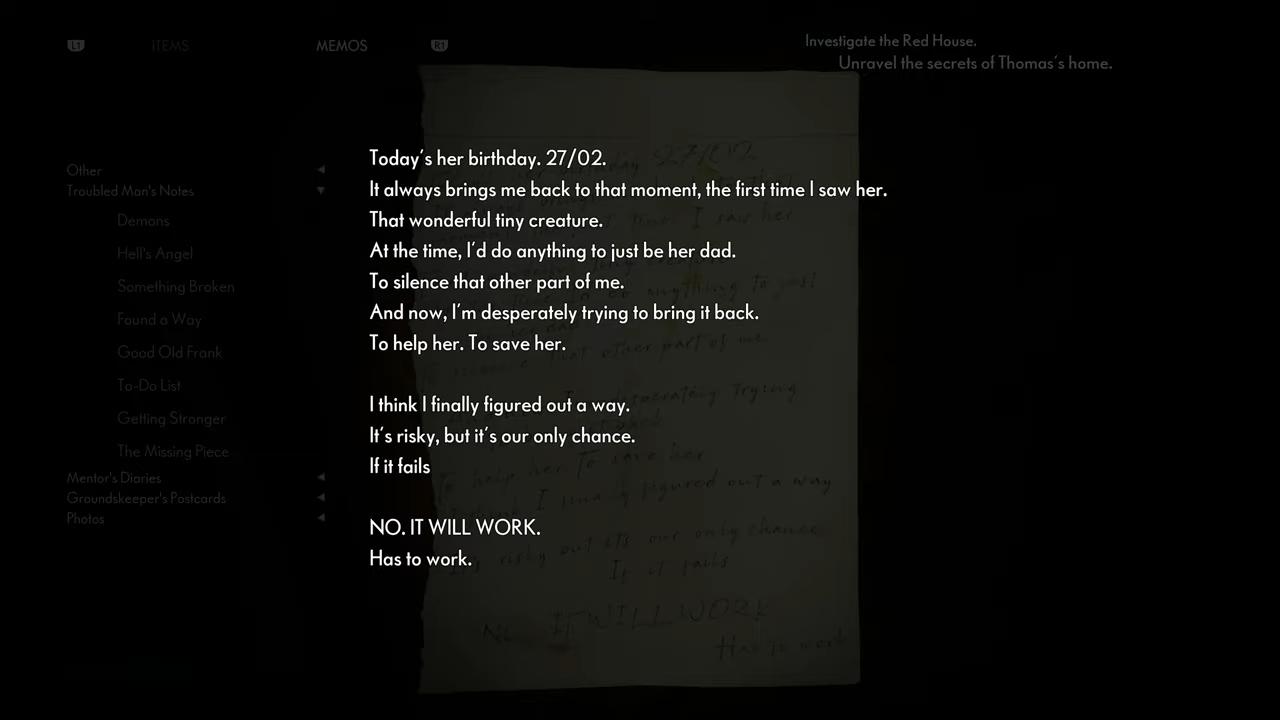 L1 ITEMS MEMOS R1
Investigate the Red House.
Unravel the secrets of Thomas's home.
Other
Troubled Man's Notes
Demons
Hell's Angel
Something Broken
Found a Way
Good Old Frank
To-Do List
Getting Stronger
The Missing Piece
Mentor's Diaries
Groundskeeper's Postcards
Photos
Today's her birthday. 27/02.
It always brings me back to that moment, the first time I saw her.
That wonderful tiny creature.
At the time, I'd do anything to just be her dad.
To silence that other part of me.
And now, I'm desperately trying to bring it back.
To help her. To save her.
I think I finally figured out a way.
It's risky, but it's our only chance.
If it fails
NO. IT WILL WORK.
Has to work.